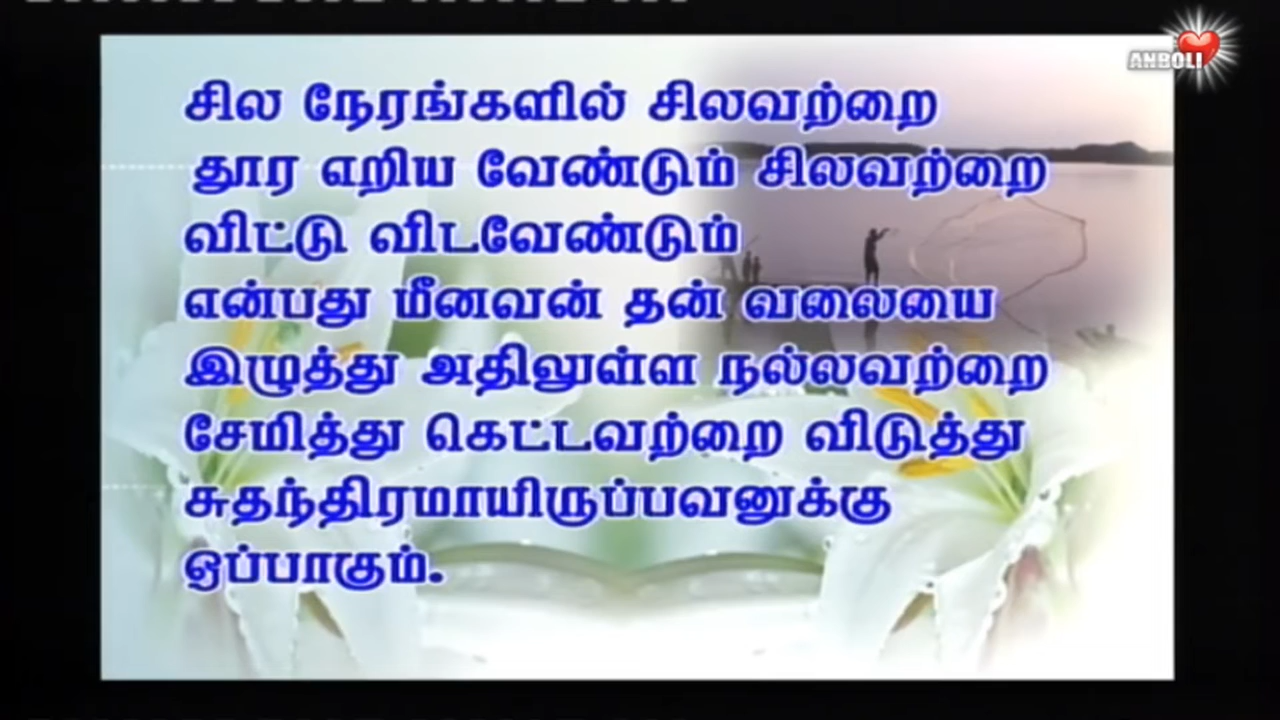 ANBOLI
சில நேரங்களில் சிலவற்றை
தூர எறிய வேண்டும் சிலவற்றை
விட்டு விடவேண்டும்
என்பது மீனவன் தன் வலையை
இழுத்து அதிலுள்ள நல்லவற்றை
சேமித்து கெட்டவற்றை விடுத்து
சுதந்திரமாயிருப்பவனுக்கு
ஒப்பாகும்.